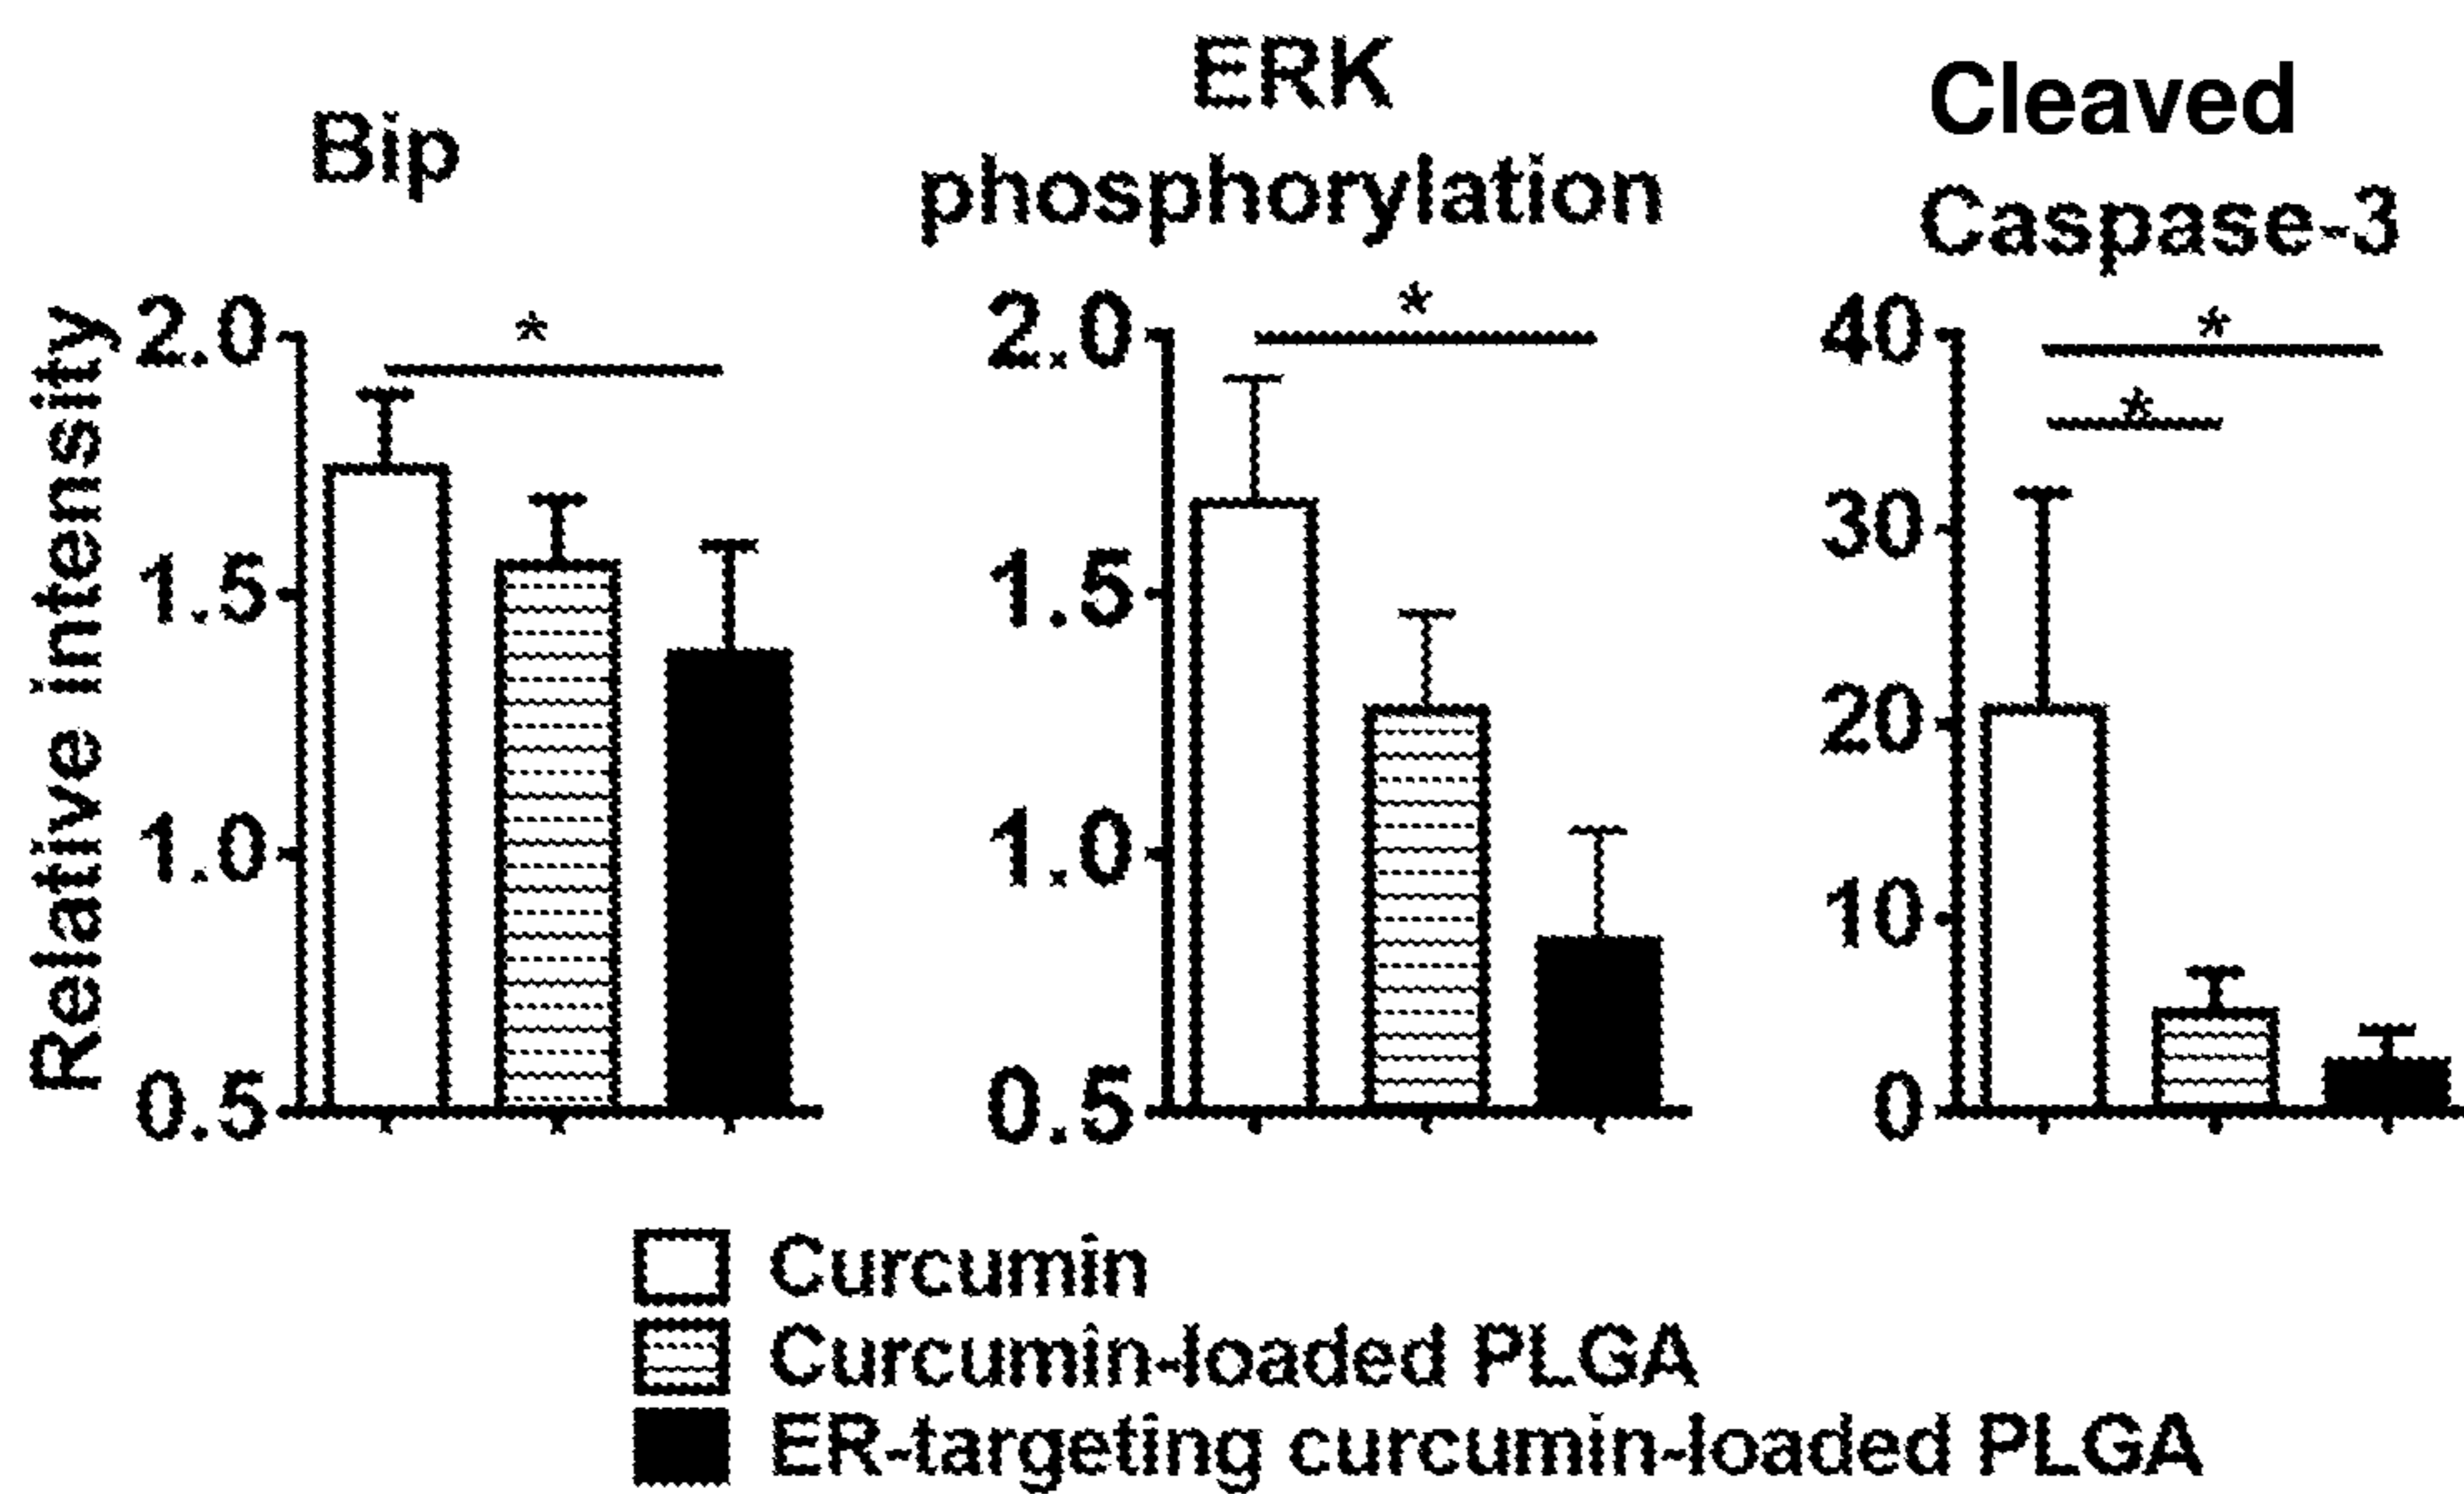 Bip
ERK
phosphorylation
Cleaved
Caspase-3
Relative intensity
2.0
*
1.5
1.0
0.5
2.0
*
1.5
1.0
0.5
40
*
*
30
20
10
0
Curcumin
Curcumin-loaded PLGA
ER-targeting curcumin-loaded PLGA